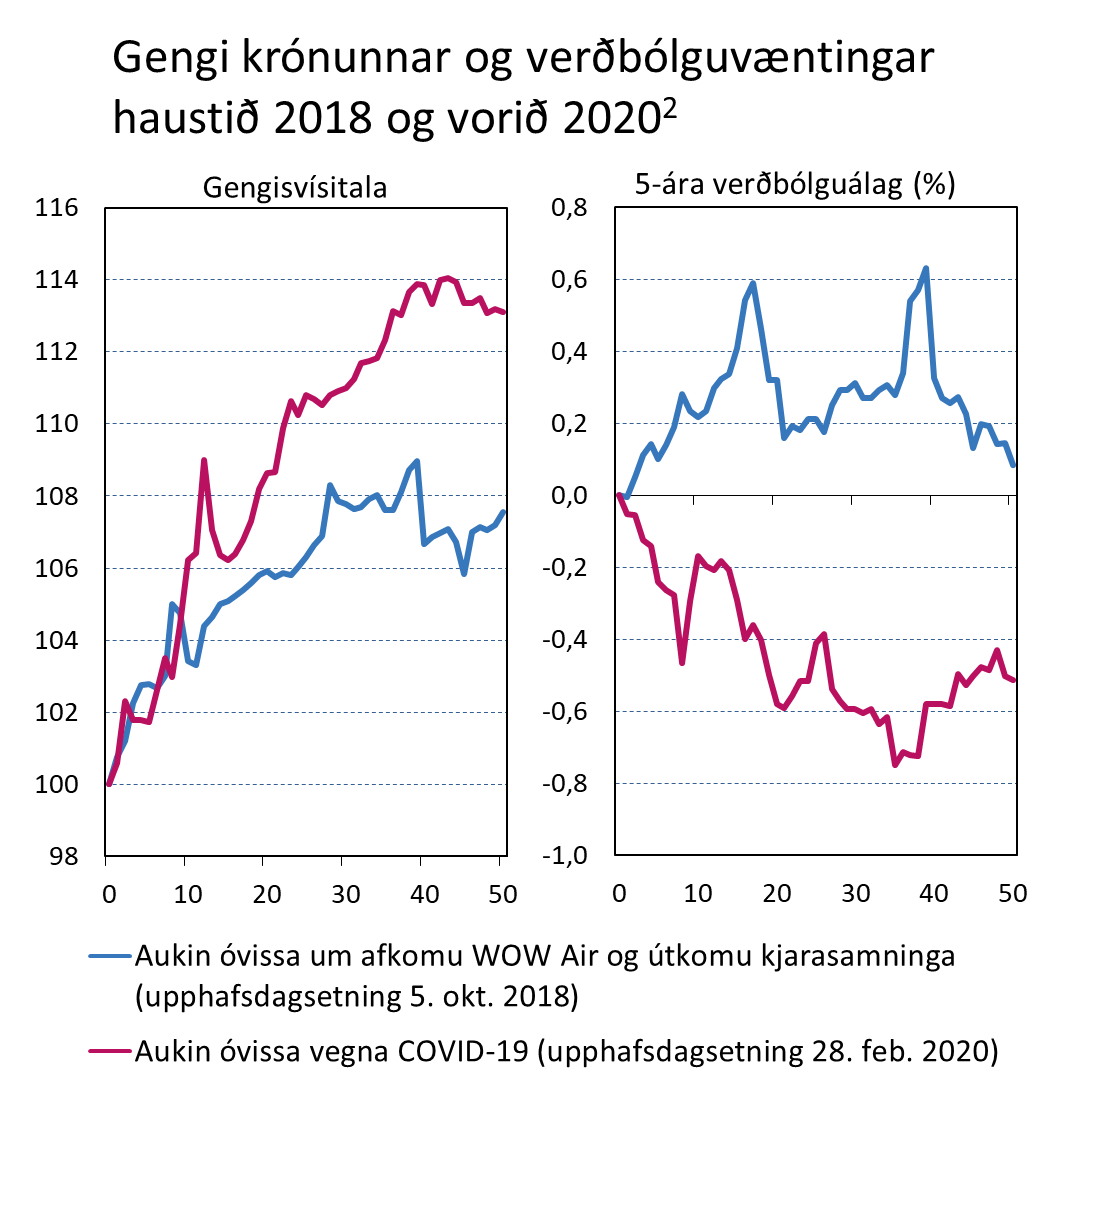 Gengi krónunnar og verðbólguvæntingar
haustið 2018 og vorið 2020²
Gengisvísitala
116
114
112
110
108
106
104
102
100
98
0 10 20 30 40 50
5-ára verðbólguálag (%)
0,8
0,6
0,4
0,2
0,0
-0,2
-0,4
-0,6
-0,8
-1,0
0 10 20 30 40 50
Aukin óvissa um afkomu WOW Air og útkomu kjarasamninga
(upphafsdagsetning 5. okt. 2018)
Aukin óvissa vegna COVID-19 (upphafsdagsetning 28. feb. 2020)